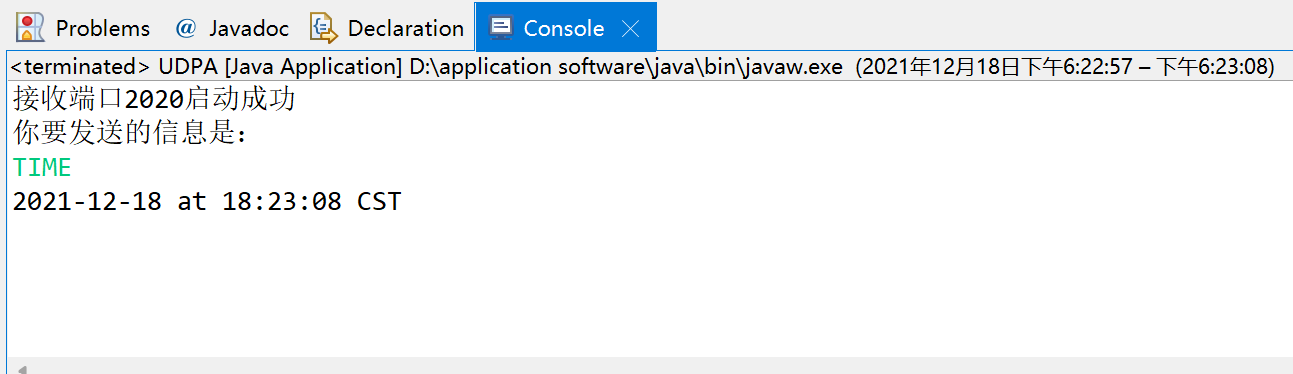 Problems @ Javadoc Declaration Console
<terminated> UDPA [Java Application] D:\application software\java\bin\javaw.exe (2021年12月18日下午6:22:57 – 下午6:23:08)
接收端口2020启动成功
你要发送的信息是：
TIME
2021-12-18 at 18:23:08 CST